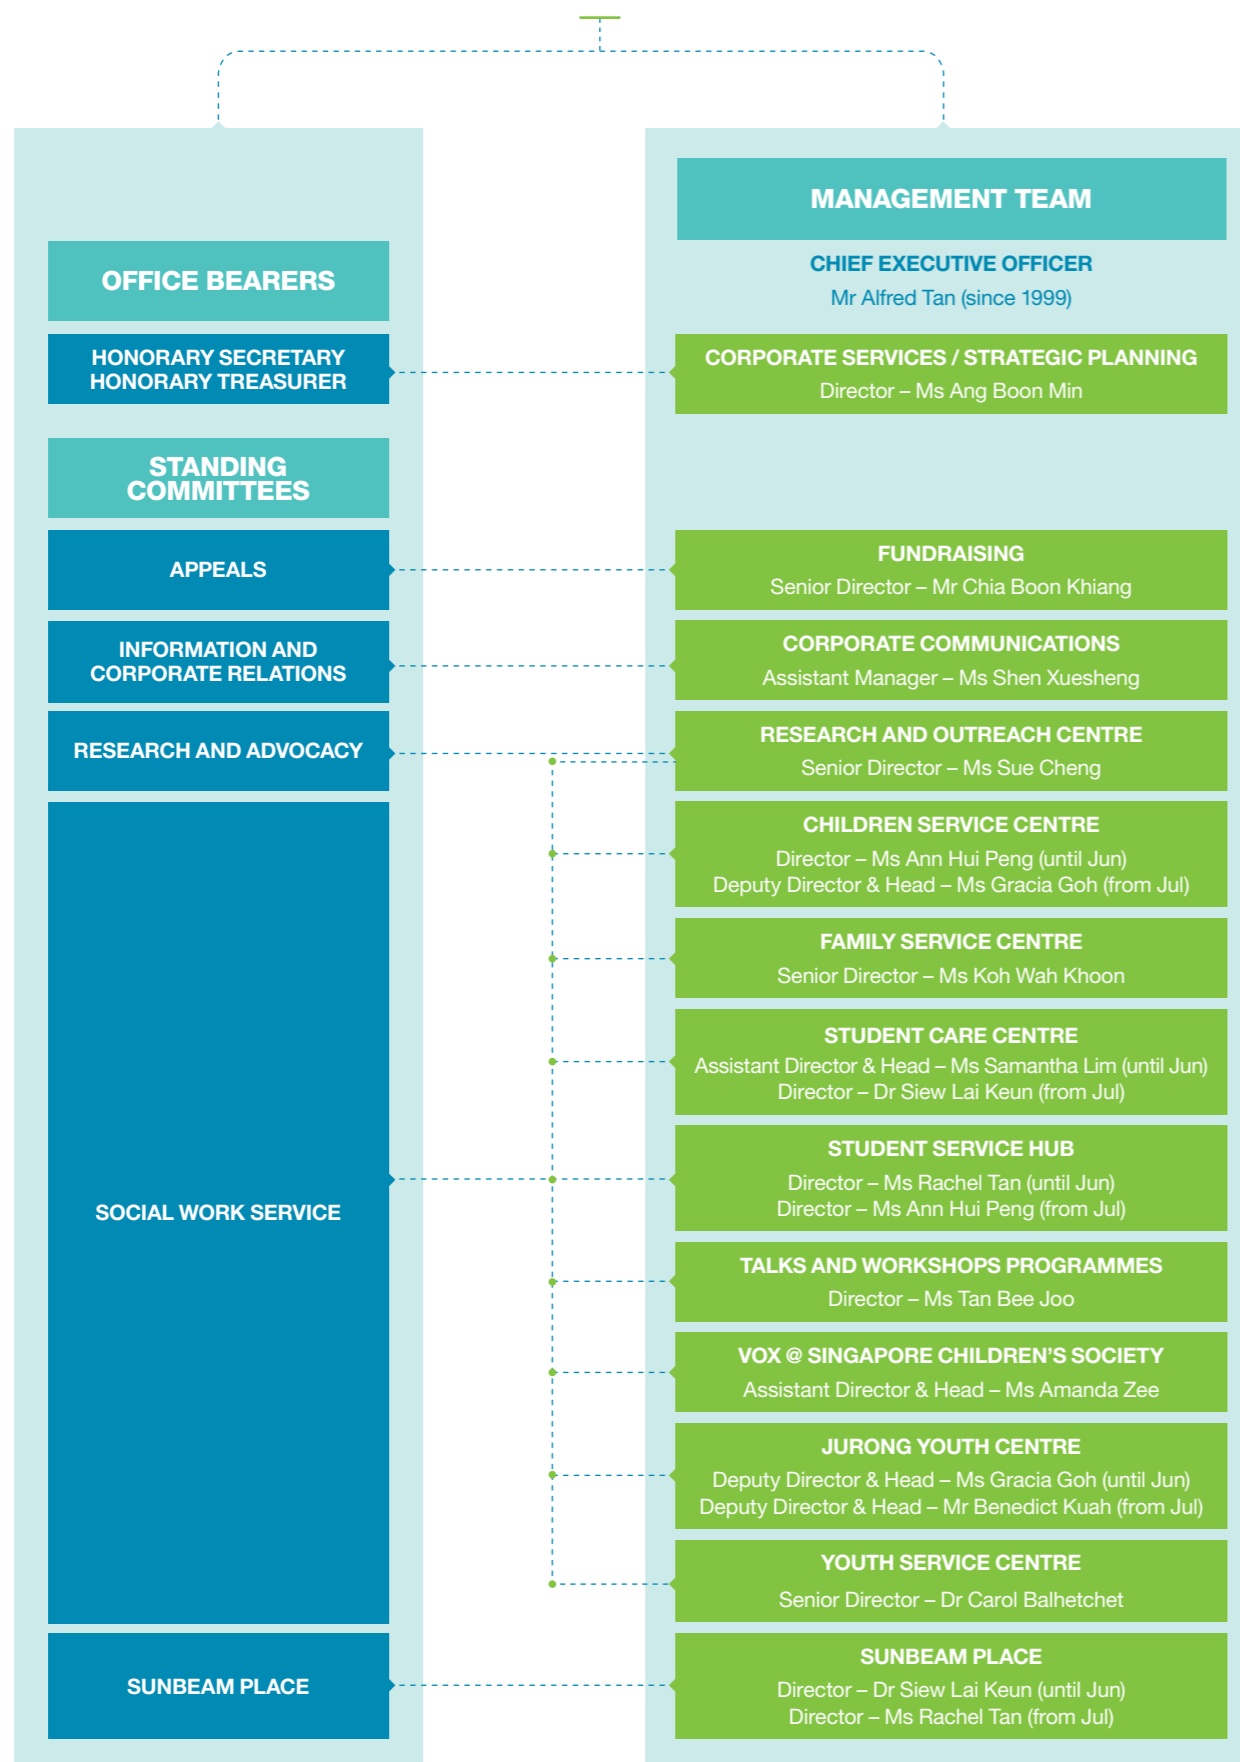 MANAGEMENT TEAM
CHIEF EXECUTIVE OFFICER
Mr Alfred Tan (since 1999)
OFFICE BEARERS
HONORARY SECRETARY
HONORARY TREASURER
CORPORATE SERVICES / STRATEGIC PLANNING
Director – Ms Ang Boon Min
STANDING
COMMITTEES
APPEALS
FUNDRAISING
Senior Director – Mr Chia Boon Khiang
INFORMATION AND
CORPORATE RELATIONS
CORPORATE COMMUNICATIONS
Assistant Manager – Ms Shen Xuesheng
RESEARCH AND ADVOCACY
RESEARCH AND OUTREACH CENTRE
Senior Director – Ms Sue Cheng
SOCIAL WORK SERVICE
CHILDREN SERVICE CENTRE
Director – Ms Ann Hui Peng (until Jun)
Deputy Director & Head – Ms Gracia Goh (from Jul)
FAMILY SERVICE CENTRE
Senior Director – Ms Koh Wah Khoon
STUDENT CARE CENTRE
Assistant Director & Head – Ms Samantha Lim (until Jun)
Director – Dr Siew Lai Keun (from Jul)
STUDENT SERVICE HUB
Director – Ms Rachel Tan (until Jun)
Director – Ms Ann Hui Peng (from Jul)
TALKS AND WORKSHOPS PROGRAMMES
Director – Ms Tan Bee Joo
VOX @ SINGAPORE CHILDREN’S SOCIETY
Assistant Director & Head – Ms Amanda Zee
JURONG YOUTH CENTRE
Deputy Director & Head – Ms Gracia Goh (until Jun)
Deputy Director & Head – Mr Benedict Kuah (from Jul)
YOUTH SERVICE CENTRE
Senior Director – Dr Carol Balhetchet
SUNBEAM PLACE
SUNBEAM PLACE
Director – Dr Siew Lai Keun (until Jun)
Director – Ms Rachel Tan (from Jul)